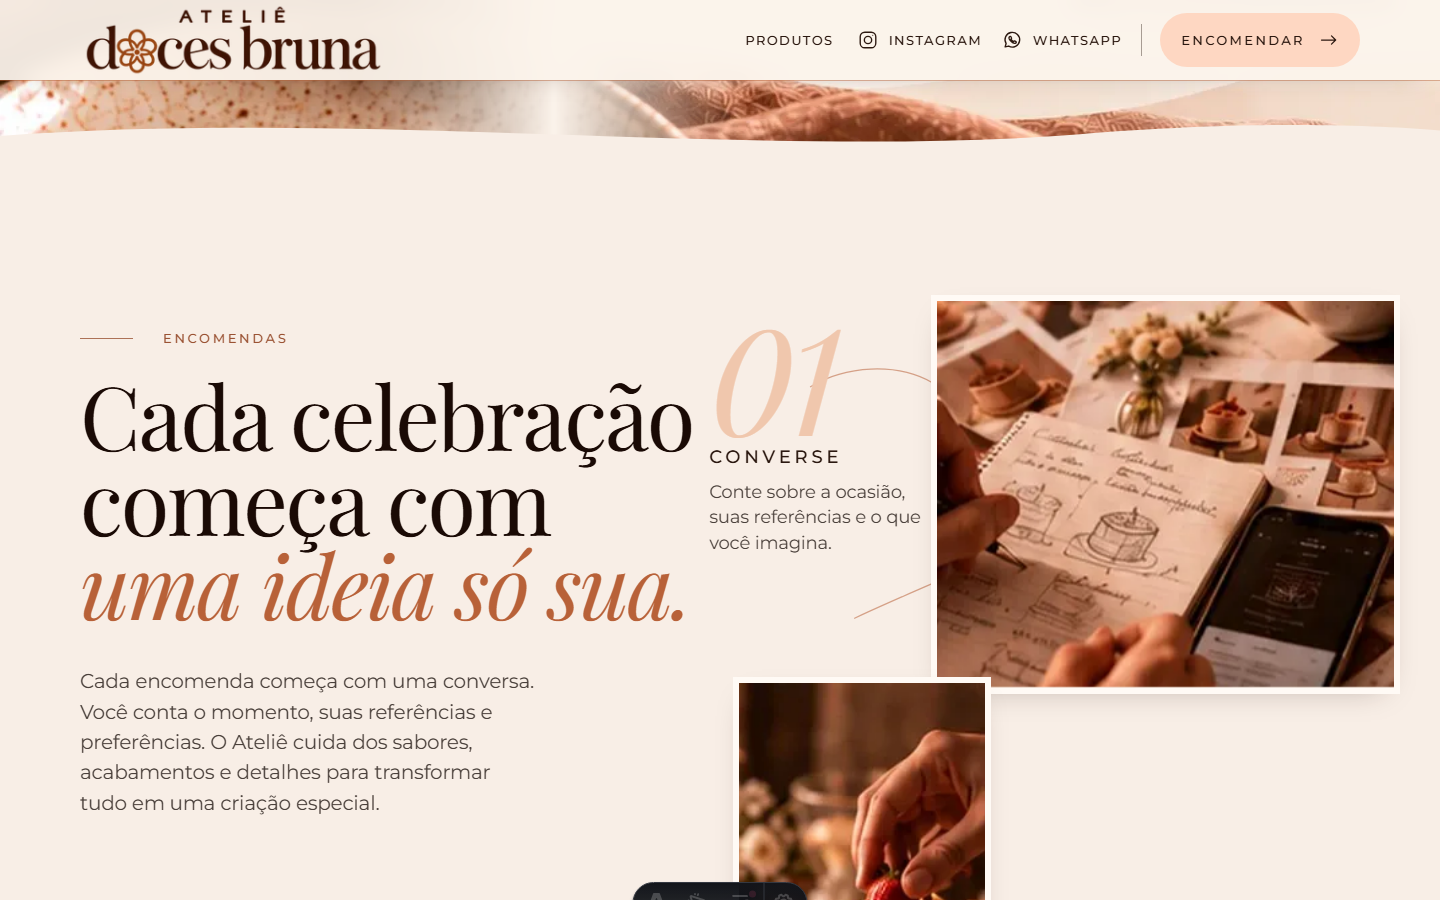 ATELIÊ
doces bruna
PRODUTOS
INSTAGRAM
WHATSAPP
ENCOMENDAR
ENCOMENDAS
Cada celebração
começa com
uma ideia só sua.
Cada encomenda começa com uma conversa.
Você conta o momento, suas referências e
preferências. O Ateliê cuida dos sabores,
acabamentos e detalhes para transformar
tudo em uma criação especial.
01
CONVERSE
Conte sobre a ocasião,
suas referências e o que
você imagina.